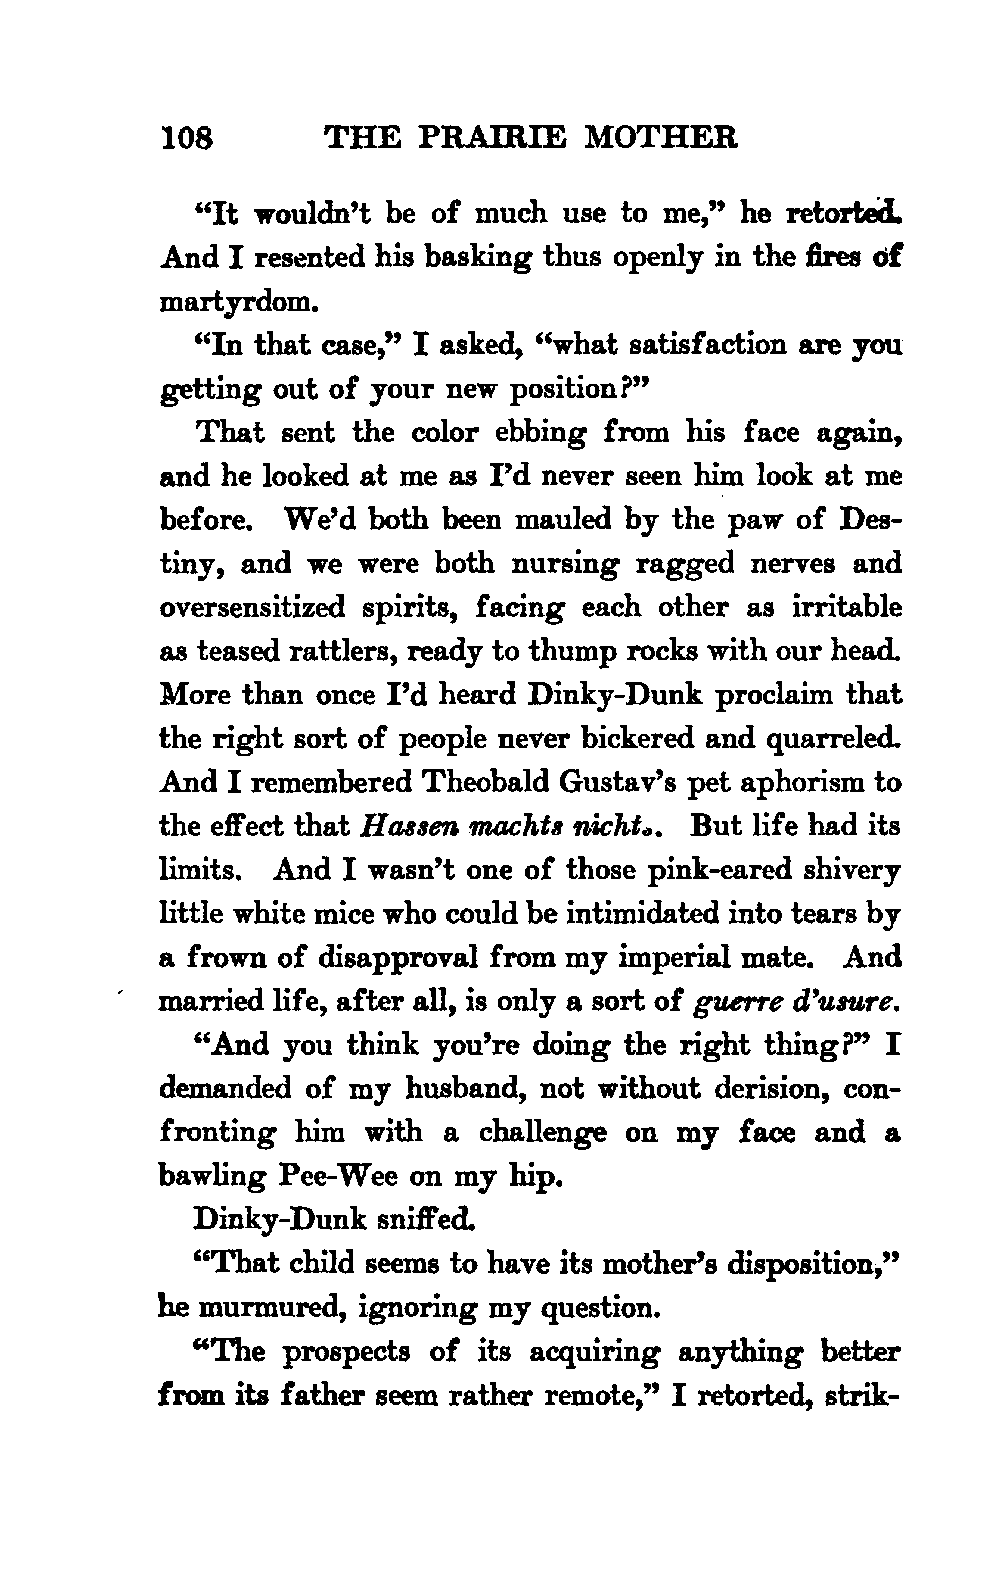 108 THE PRAIRIE MOTHER
“It wouldn’t be of much use to me,” he retorted.
And I resented his basking thus openly in the fires of
martyrdom.
“In that case,” I asked, “what satisfaction are you
getting out of your new position?”
That sent the color ebbing from his face again,
and he looked at me as I’d never seen him look at me
before. We’d both been mauled by the paw of Des-
tiny, and we were both nursing ragged nerves and
oversensitized spirits, facing each other as irritable
as teased rattlers, ready to thump rocks with our head.
More than once I’d heard Dinky-Dunk proclaim that
the right sort of people never bickered and quarreled.
And I remembered Theobald Gustav’s pet aphorism to
the effect that Hassen machts nicht.. But life had its
limits. And I wasn’t one of those pink-eared shivery
little white mice who could be intimidated into tears by
a frown of disapproval from my imperial mate. And
married life, after all, is only a sort of guerre d’usure.
“And you think you’re doing the right thing?” I
demanded of my husband, not without derision, con-
fronting him with a challenge on my face and a
bawling Pee-Wee on my hip.
Dinky-Dunk sniffed.
“That child seems to have its mother’s disposition,”
he murmured, ignoring my question.
“The prospects of its acquiring anything better
from its father seem rather remote,” I retorted, strik-